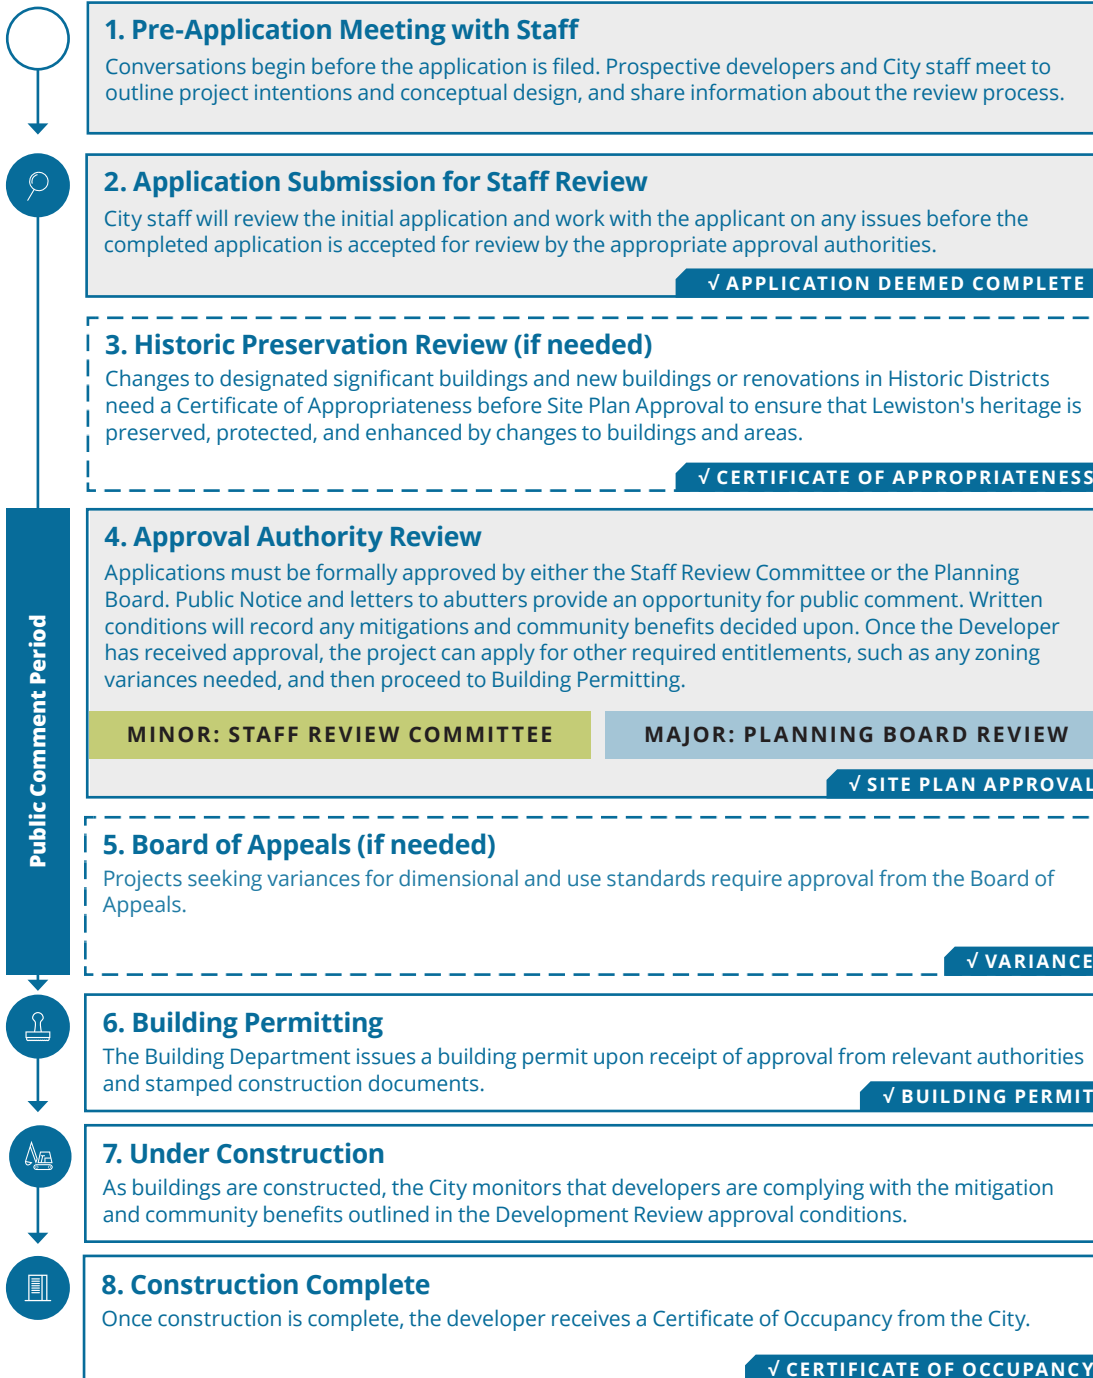 1. Pre-Application Meeting with Staff
Conversations begin before the application is filed. Prospective developers and City staff meet to
outline project intentions and conceptual design, and share information about the review process.
2. Application Submission for Staff Review
City staff will review the initial application and work with the applicant on any issues before the
completed application is accepted for review by the appropriate approval authorities.
√ APPLICATION DEEMED COMPLETE
3. Historic Preservation Review (if needed)
Changes to designated significant buildings and new buildings or renovations in Historic Districts
need a Certificate of Appropriateness before Site Plan Approval to ensure that Lewiston's heritage is
preserved, protected, and enhanced by changes to buildings and areas.
√ CERTIFICATE OF APPROPRIATENESS
Public Comment Period
4. Approval Authority Review
Applications must be formally approved by either the Staff Review Committee or the Planning
Board. Public Notice and letters to abutters provide an opportunity for public comment. Written
conditions will record any mitigations and community benefits decided upon. Once the Developer
has received approval, the project can apply for other required entitlements, such as any zoning
variances needed, and then proceed to Building Permitting.
MINOR: STAFF REVIEW COMMITTEE
MAJOR: PLANNING BOARD REVIEW
√ SITE PLAN APPROVAL
5. Board of Appeals (if needed)
Projects seeking variances for dimensional and use standards require approval from the Board of
Appeals.
√ VARIANCE
6. Building Permitting
The Building Department issues a building permit upon receipt of approval from relevant authorities
and stamped construction documents.
√ BUILDING PERMIT
7. Under Construction
As buildings are constructed, the City monitors that developers are complying with the mitigation
and community benefits outlined in the Development Review approval conditions.
8. Construction Complete
Once construction is complete, the developer receives a Certificate of Occupancy from the City.
√ CERTIFICATE OF OCCUPANCY